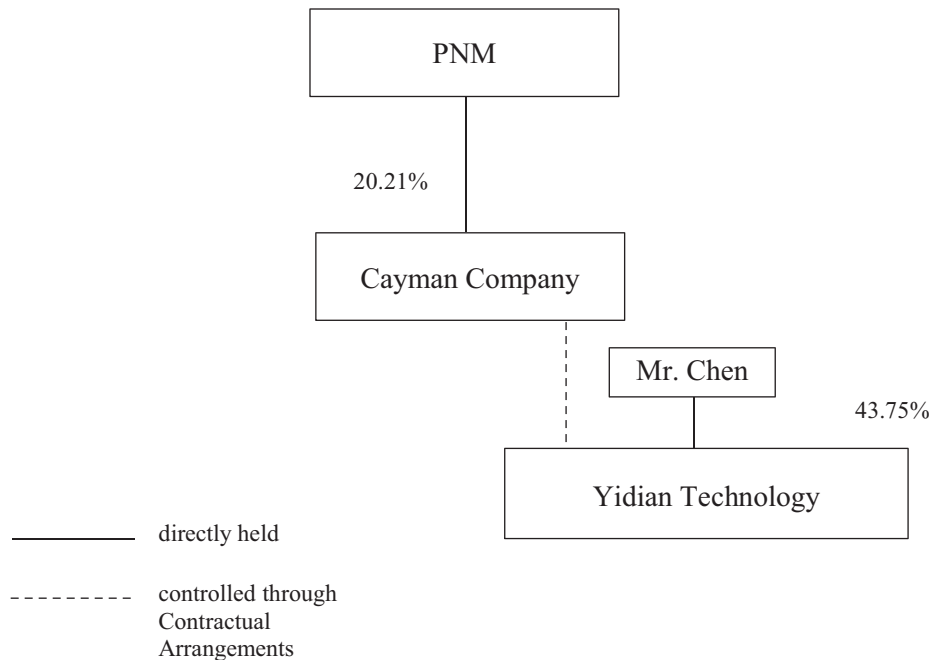 PNM
20.21%
Cayman Company
Mr. Chen
43.75%
Yidian Technology
directly held
controlled through
Contractual
Arrangements